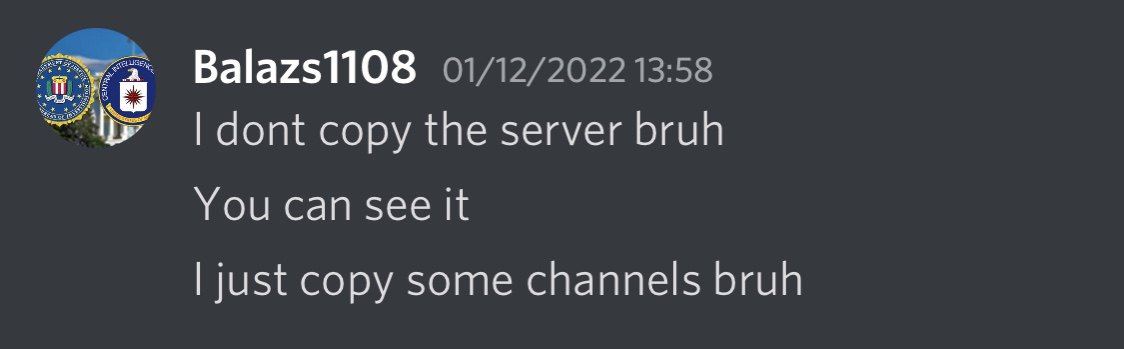 Balazs1108 01/12/2022 13:58
I dont copy the server bruh
You can see it
I just copy some channels bruh